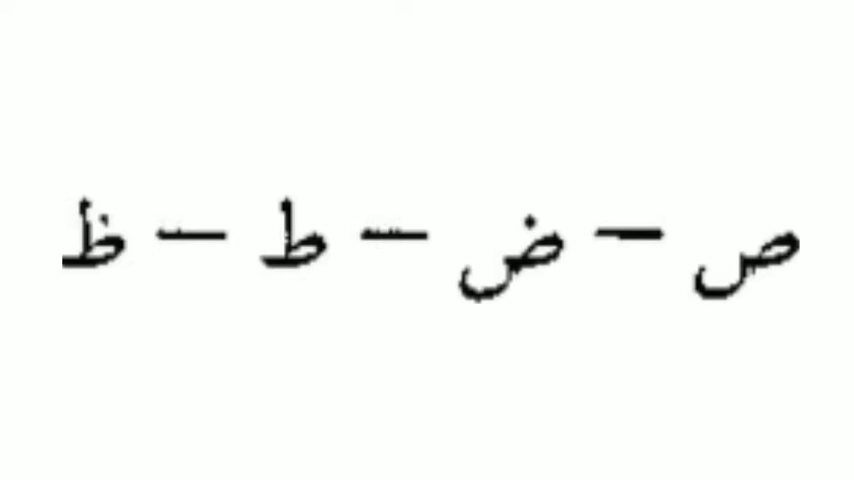 ص – ض – ط – ظ